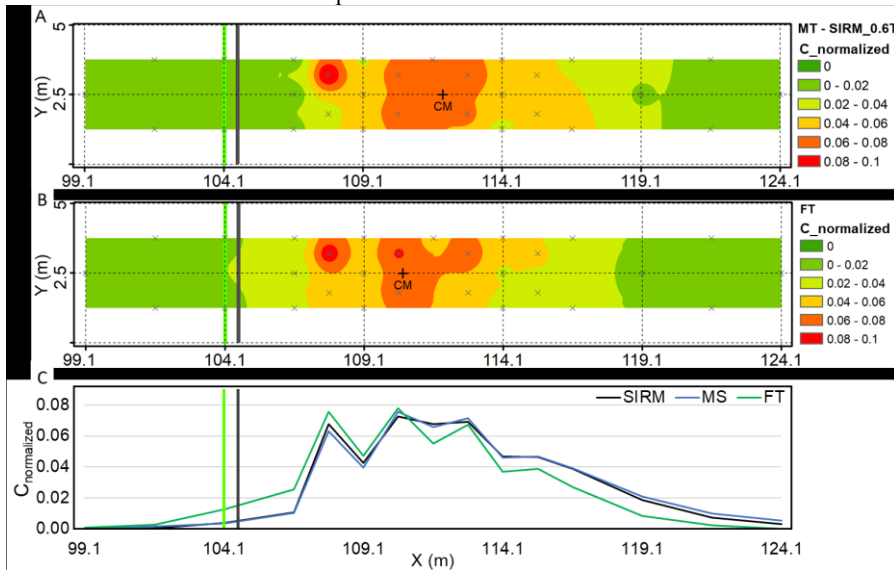 A
MT - SIRM_0.6T
C_normalized
0
0 - 0.02
0.02 - 0.04
0.04 - 0.06
0.06 - 0.08
0.08 - 0.1
Y (m)
5
2.5
CM
99.1 104.1 109.1 114.1 119.1 124.1
B
FT
C_normalized
0
0 - 0.02
0.02 - 0.04
0.04 - 0.06
0.06 - 0.08
0.08 - 0.1
Y (m)
5
2.5
CM
99.1 104.1 109.1 114.1 119.1 124.1
C
SIRM MS FT
Cnormalized
0.08
0.06
0.04
0.02
0.00
99.1 104.1 109.1 114.1 119.1 124.1
X (m)